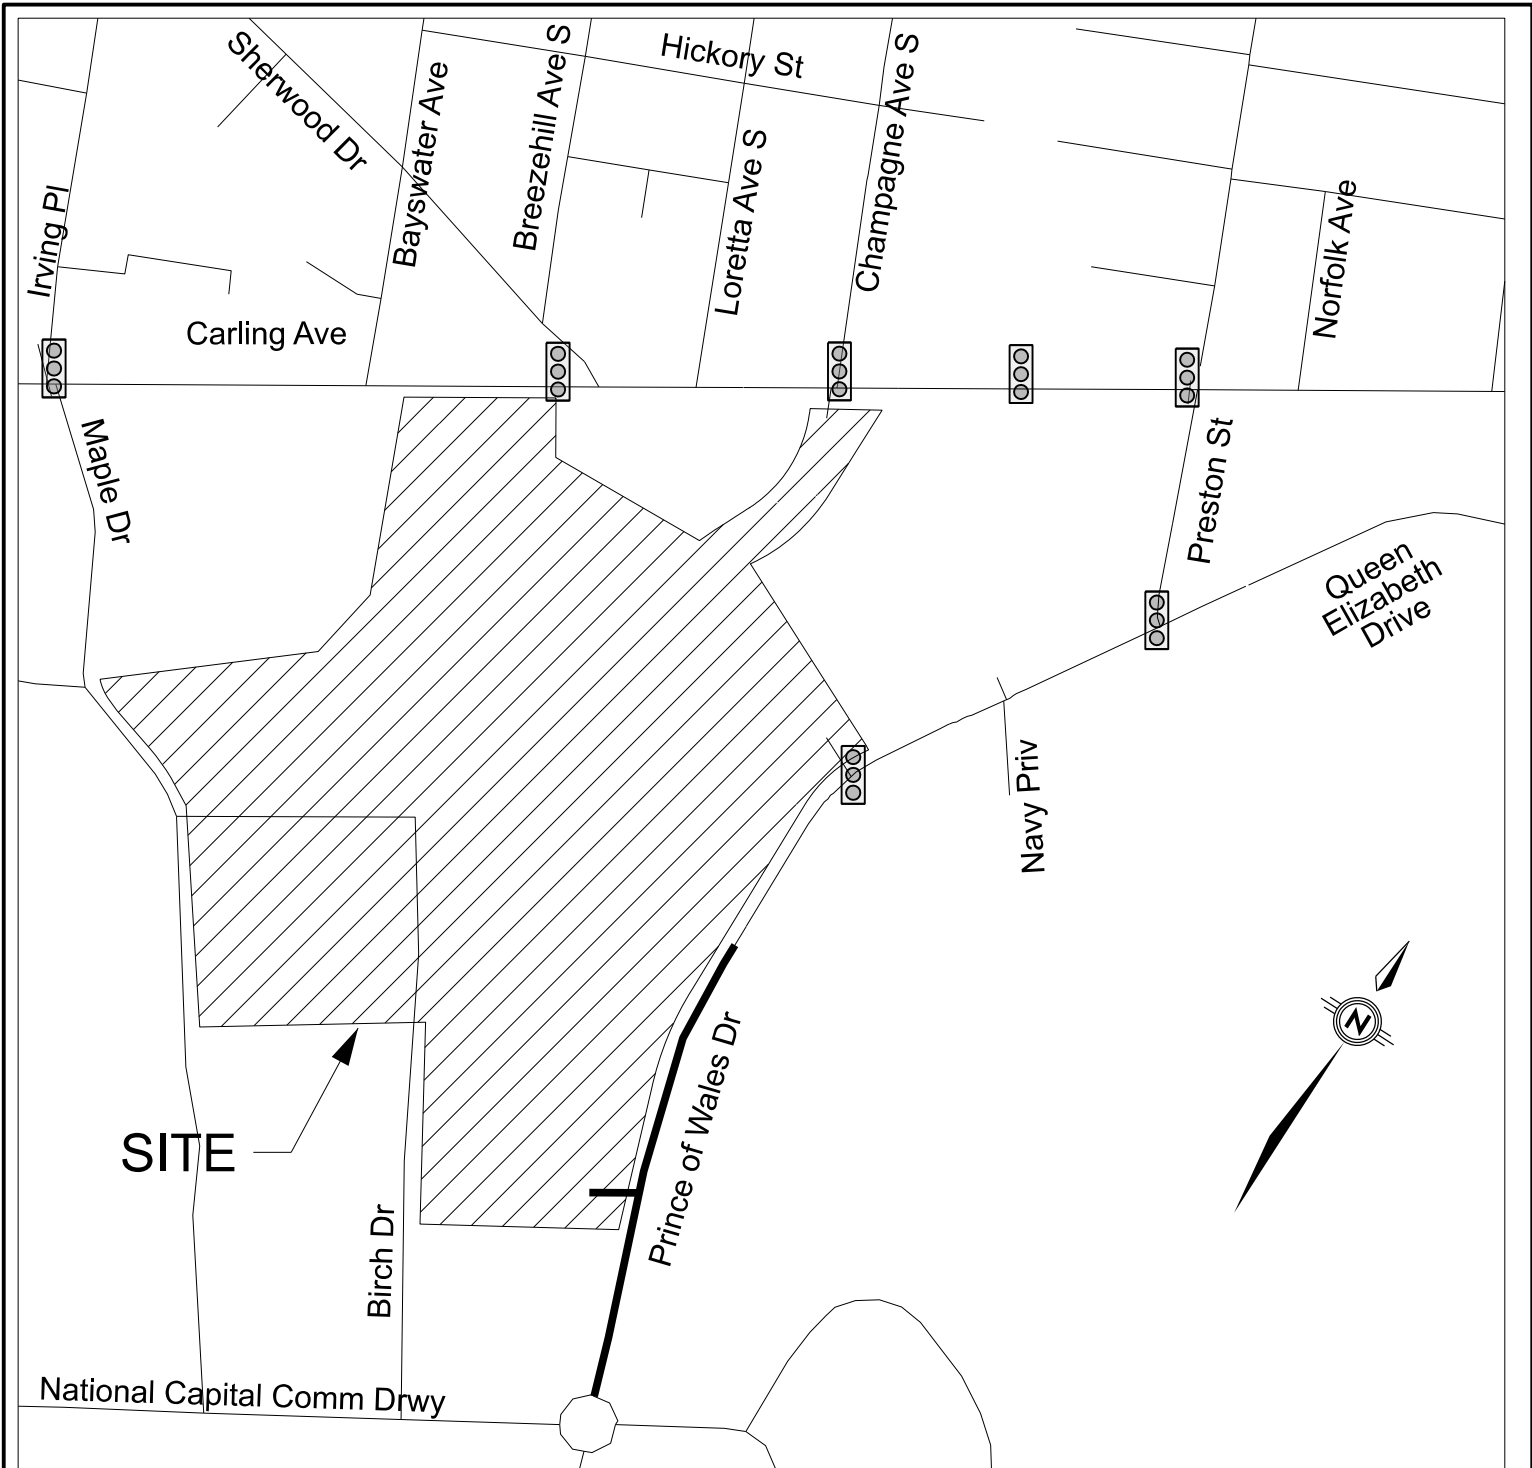 Hickory St
Sherwood Dr
Bayswater Ave
Breezehill Ave S
Loretta Ave S
Champagne Ave S
Irving Pl
Norfolk Ave
Carling Ave
Maple Dr
Preston St
Queen
Elizabeth
Drive
Navy Priv
N
Prince of Wales Dr
SITE
Birch Dr
National Capital Comm Drwy